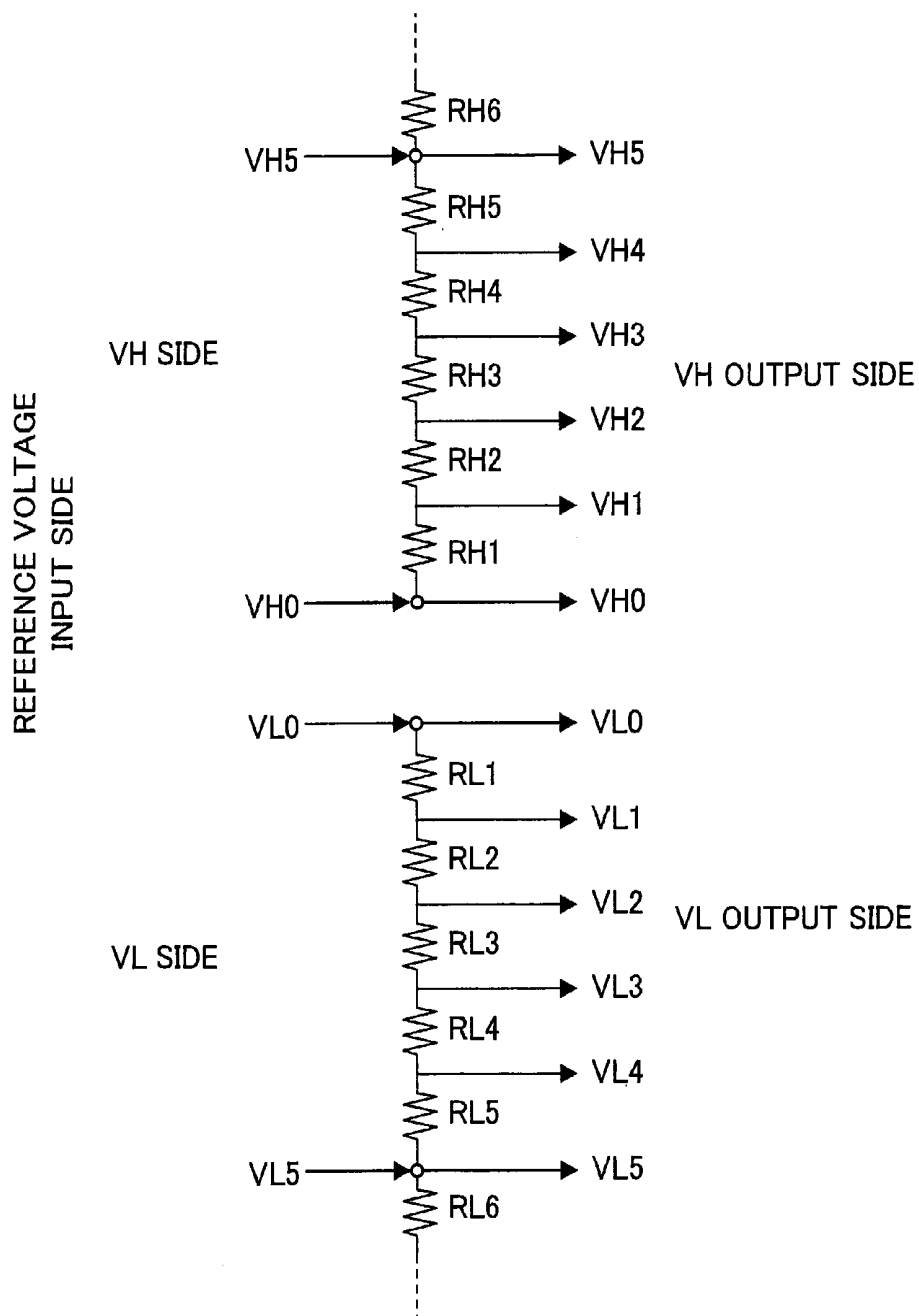 RH6
VH5
VH5
RH5
VH4
RH4
VH3
VH SIDE
RH3
VH OUTPUT SIDE
VH2
RH2
VH1
RH1
VH0
VH0
REFERENCE VOLTAGE
INPUT SIDE
VL0
VL0
RL1
VL1
RL2
VL2
VL OUTPUT SIDE
RL3
VL SIDE
VL3
RL4
VL4
RL5
VL5
VL5
RL6